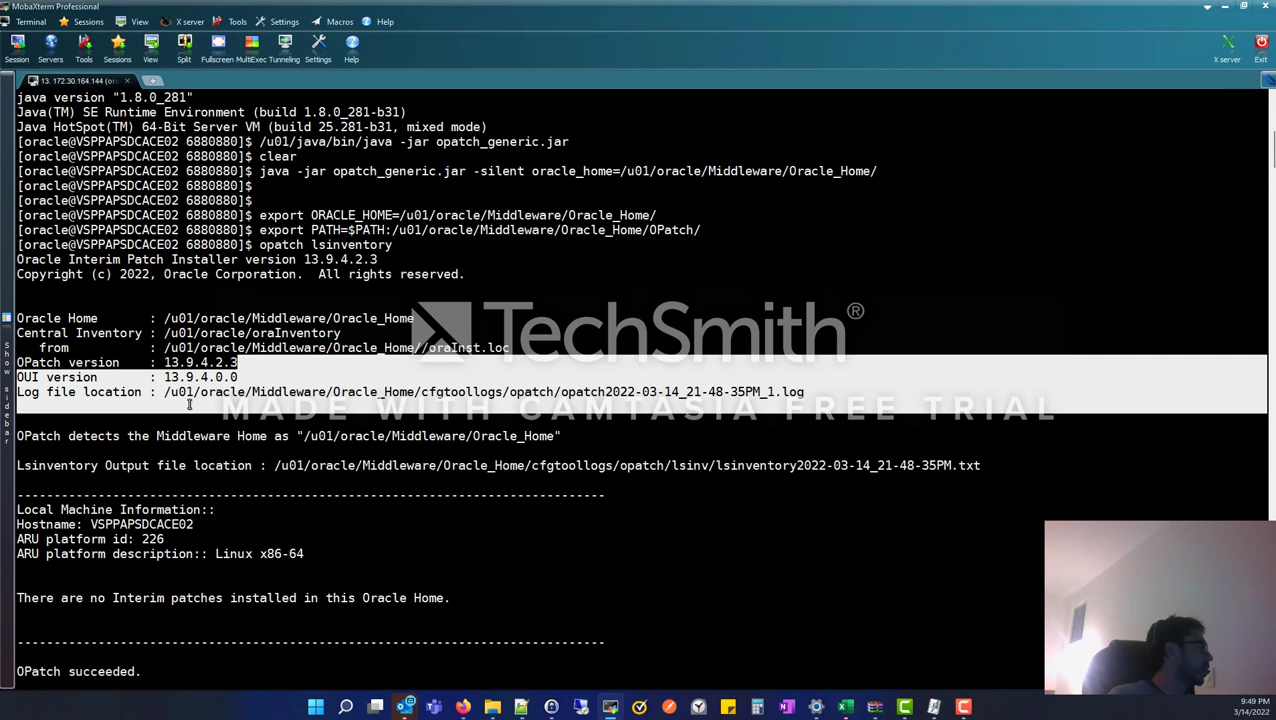 MobaXterm Professional
Terminal Sessions View X server Tools Settings Macros Help
Session Servers Tools Sessions View Split Fullscreen MultiExec Tunneling Settings Help X server Exit
13. 172.30.164.144 (or
java version "1.8.0_281"
Java(TM) SE Runtime Environment (build 1.8.0_281-b31)
Java HotSpot(TM) 64-Bit Server VM (build 25.281-b31, mixed mode)
[oracle@VSPPAPSDCACE02 6880880]$ /u01/java/bin/java -jar opatch_generic.jar
[oracle@VSPPAPSDCACE02 6880880]$ clear
[oracle@VSPPAPSDCACE02 6880880]$ java -jar opatch_generic.jar -silent oracle_home=/u01/oracle/Middleware/Oracle_Home/
[oracle@VSPPAPSDCACE02 6880880]$
[oracle@VSPPAPSDCACE02 6880880]$
[oracle@VSPPAPSDCACE02 6880880]$ export ORACLE_HOME=/u01/oracle/Middleware/Oracle_Home/
[oracle@VSPPAPSDCACE02 6880880]$ export PATH=$PATH:/u01/oracle/Middleware/Oracle_Home/OPatch/
[oracle@VSPPAPSDCACE02 6880880]$ opatch lsinventory
Oracle Interim Patch Installer version 13.9.4.2.3
Copyright (c) 2022, Oracle Corporation.  All rights reserved.
Oracle Home       : /u01/oracle/Middleware/Oracle_Home
Central Inventory : /u01/oracle/oraInventory
   from           : /u01/oracle/Middleware/Oracle_Home//oraInst.loc
OPatch version    : 13.9.4.2.3
OUI version       : 13.9.4.0.0
Log file location : /u01/oracle/Middleware/Oracle_Home/cfgtoollogs/opatch/opatch2022-03-14_21-48-35PM_1.log
TechSmith®
MADE WITH CAMTASIA FREE TRIAL
OPatch detects the Middleware Home as "/u01/oracle/Middleware/Oracle_Home"
Lsinventory Output file location : /u01/oracle/Middleware/Oracle_Home/cfgtoollogs/opatch/lsinv/lsinventory2022-03-14_21-48-35PM.txt
--------------------------------------------------------------------------------
Local Machine Information::
Hostname: VSPPAPSDCACE02
ARU platform id: 226
ARU platform description:: Linux x86-64
There are no Interim patches installed in this Oracle Home.
--------------------------------------------------------------------------------
OPatch succeeded.
Show sidebar
9:49 PM
3/14/2022